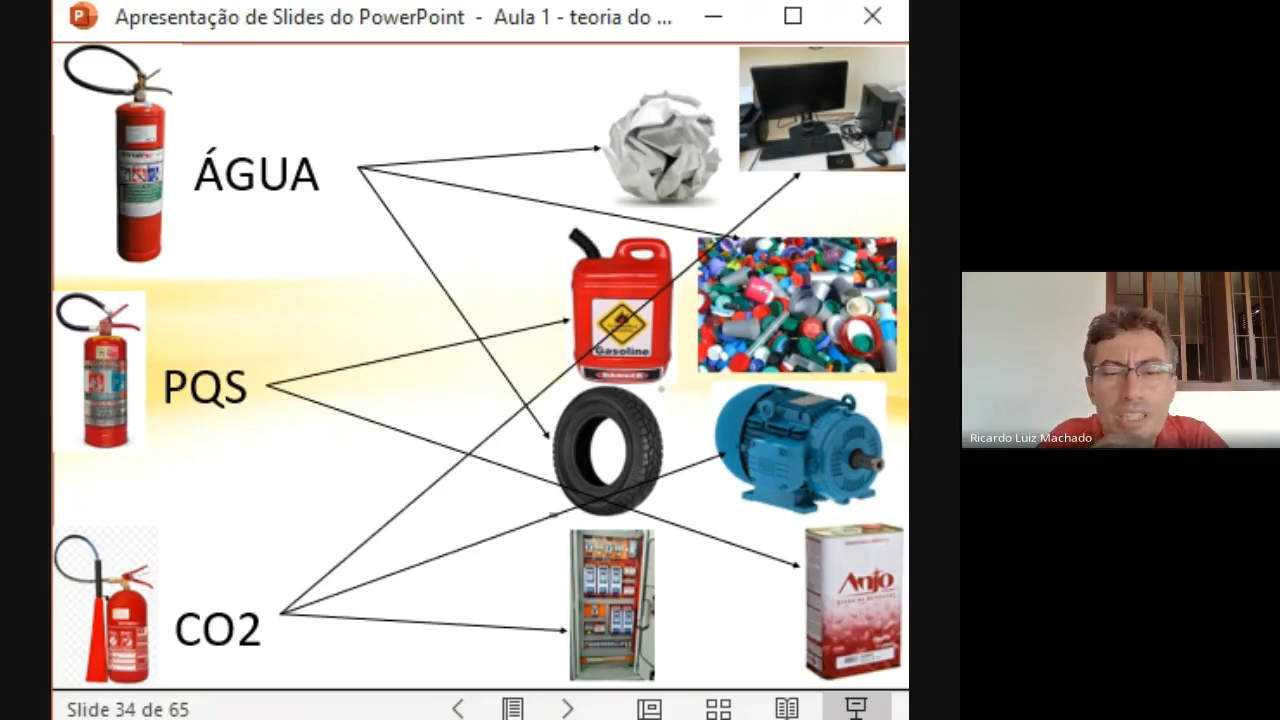 Apresentação de Slides do PowerPoint - Aula 1 - teoria do ...
ÁGUA
Gasoline
DANGER
PQS
Ricardo Luiz Machado
Anjo
CO2
Slide 34 de 65